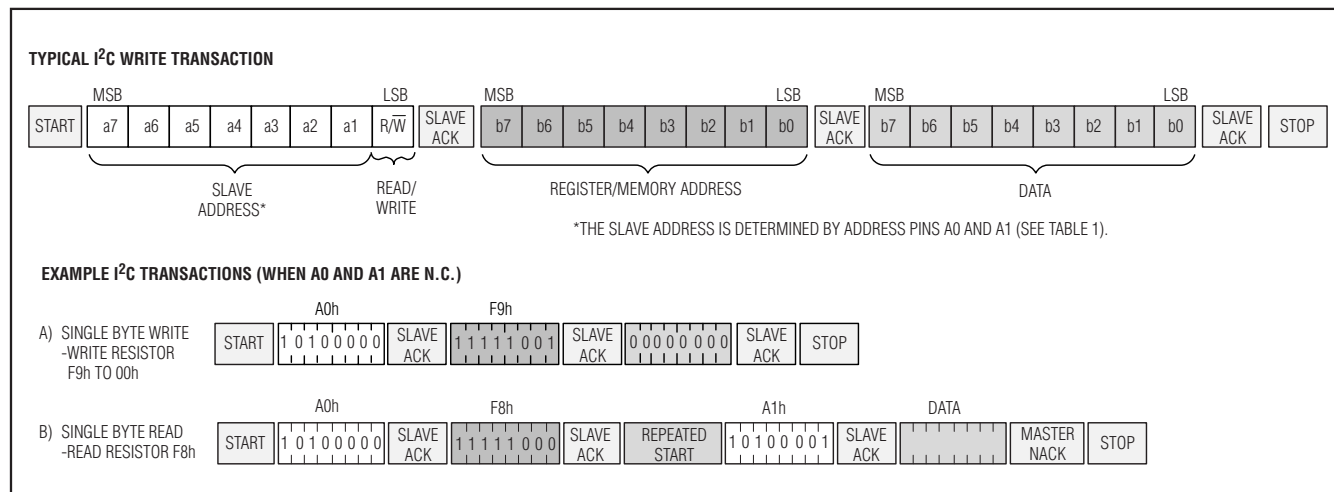 TYPICAL I²C WRITE TRANSACTION
MSB LSB MSB LSB MSB LSB
START a7 a6 a5 a4 a3 a2 a1 R/W̅ SLAVE ACK b7 b6 b5 b4 b3 b2 b1 b0 SLAVE ACK b7 b6 b5 b4 b3 b2 b1 b0 SLAVE ACK STOP
SLAVE ADDRESS* READ/ WRITE REGISTER/MEMORY ADDRESS DATA
*THE SLAVE ADDRESS IS DETERMINED BY ADDRESS PINS A0 AND A1 (SEE TABLE 1).
EXAMPLE I²C TRANSACTIONS (WHEN A0 AND A1 ARE N.C.)
A0h F9h
A) SINGLE BYTE WRITE
-WRITE RESISTOR
F9h TO 00h
START 1 0 1 0 0 0 0 0 SLAVE ACK 1 1 1 1 1 0 0 1 SLAVE ACK 0 0 0 0 0 0 0 0 SLAVE ACK STOP
A0h F8h A1h DATA
B) SINGLE BYTE READ
-READ RESISTOR F8h
START 1 0 1 0 0 0 0 0 SLAVE ACK 1 1 1 1 1 0 0 0 SLAVE ACK REPEATED START 1 0 1 0 0 0 0 1 SLAVE ACK MASTER NACK STOP